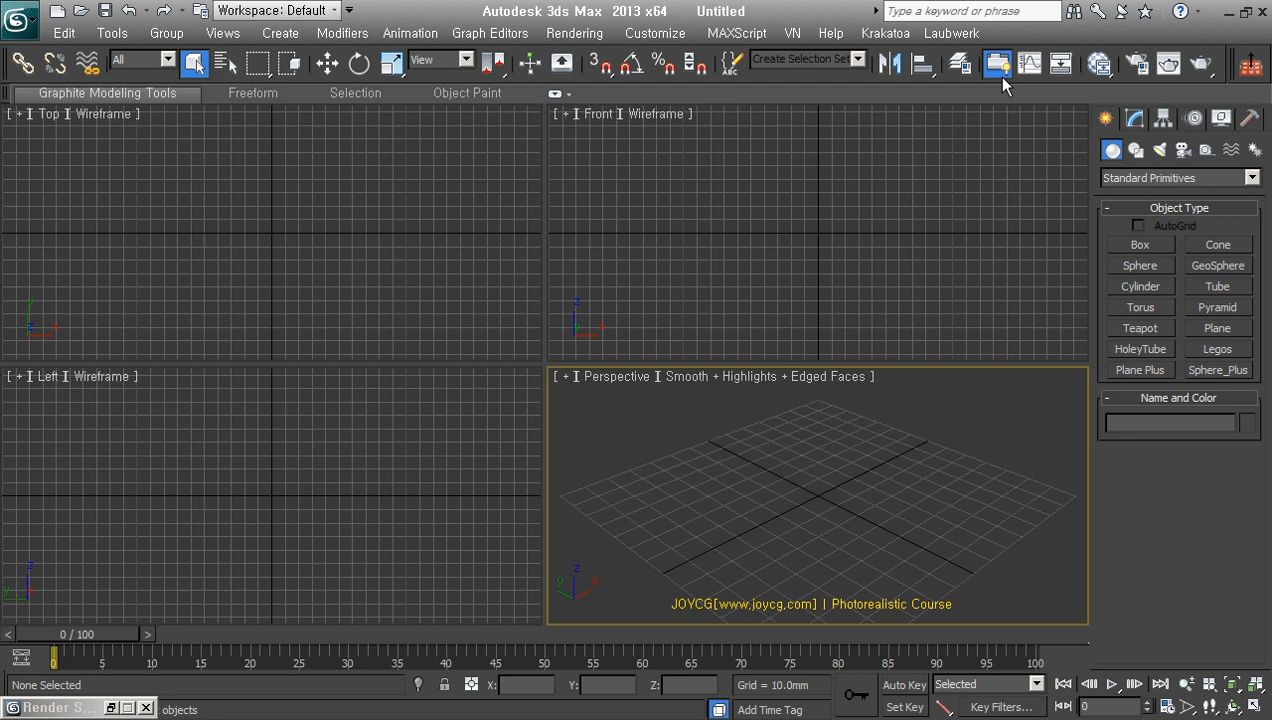 Workspace: Default
Autodesk 3ds Max 2013 x64 Untitled
Type a keyword or phrase
Edit Tools Group Views Create Modifiers Animation Graph Editors Rendering Customize MAXScript VN Help Krakatoa Laubwerk
All
View
3
Create Selection Set
Graphite Modeling Tools Freeform Selection Object Paint
[ + ] Top ] Wireframe ]
[ + ] Front ] Wireframe ]
Standard Primitives
- Object Type
AutoGrid
Box Cone
Sphere GeoSphere
Cylinder Tube
Torus Pyramid
Teapot Plane
HoleyTube Legos
Plane Plus Sphere_Plus
- Name and Color
y
z x
z
y x
[ + ] Left ] Wireframe ]
[ + ] Perspective ] Smooth + Highlights + Edged Faces ]
z
y x
z
y x
JOYCG[www.joycg.com] | Photorealistic Course
< 0 / 100 >
0 5 10 15 20 25 30 35 40 45 50 55 60 65 70 75 80 85 90 95 100
None Selected
X: Y: Z: Grid = 10.0mm
Auto Key Selected
Render S...
objects
Add Time Tag
Set Key Key Filters...
0